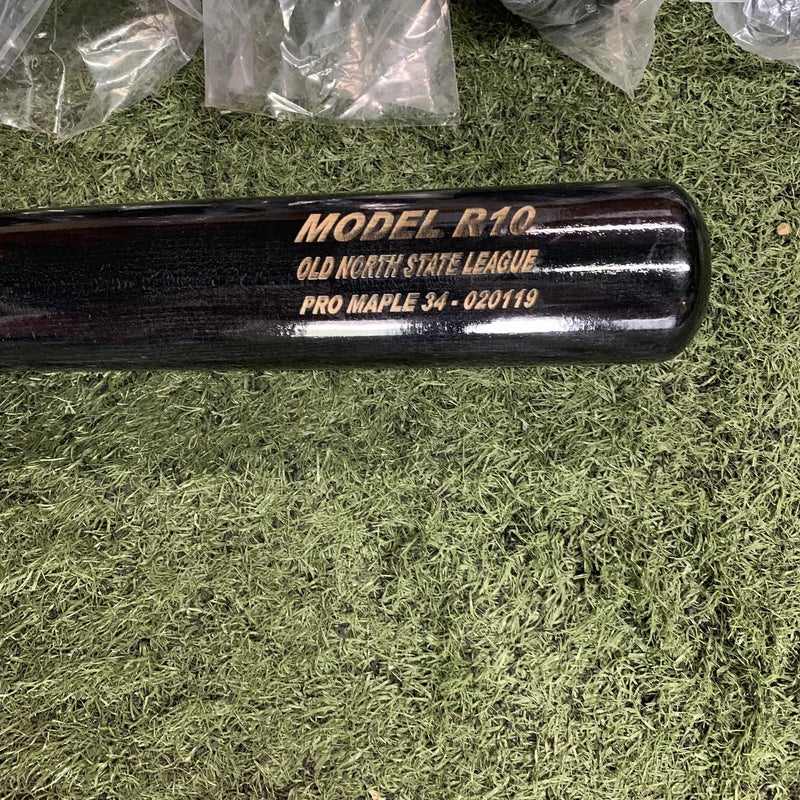 MODEL R10
OLD NORTH STATE LEAGUE
PRO MAPLE 34 - 020119